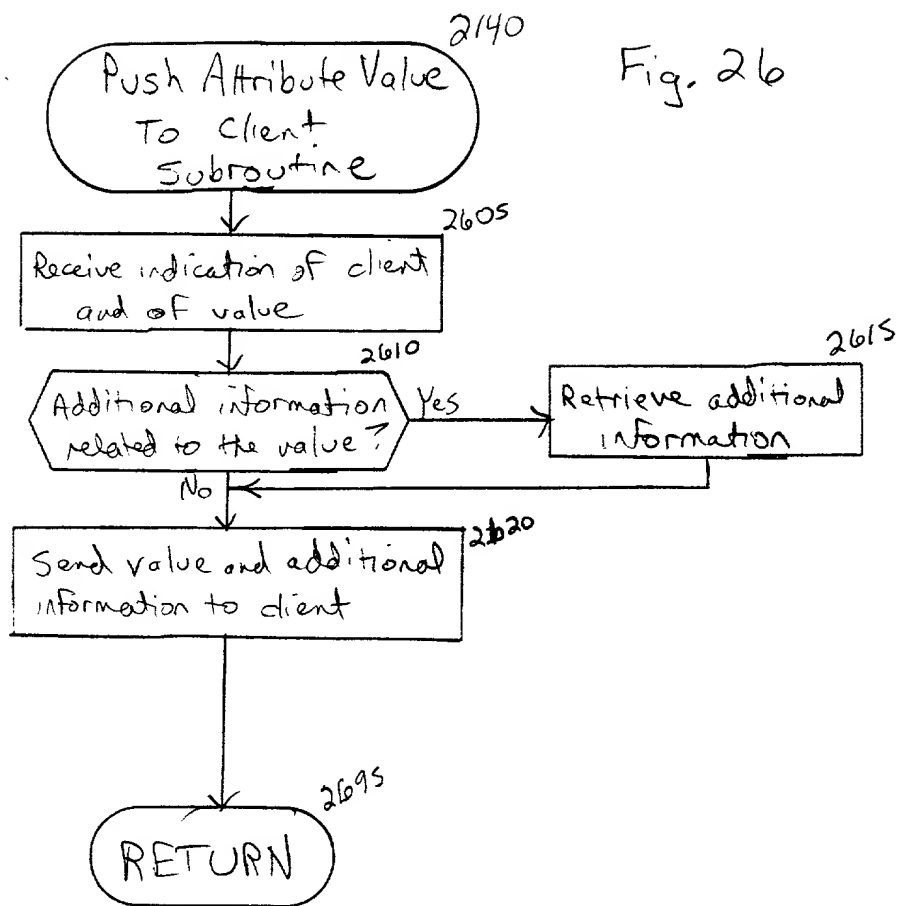 2140
Fig. 26
Push Attribute Value
To Client
Subroutine
2605
Receive indication of client
and of value
2610
Additional information
related to the value?
Yes
2615
Retrieve additional
information
No
2620
Send value and additional
information to client
2695
RETURN